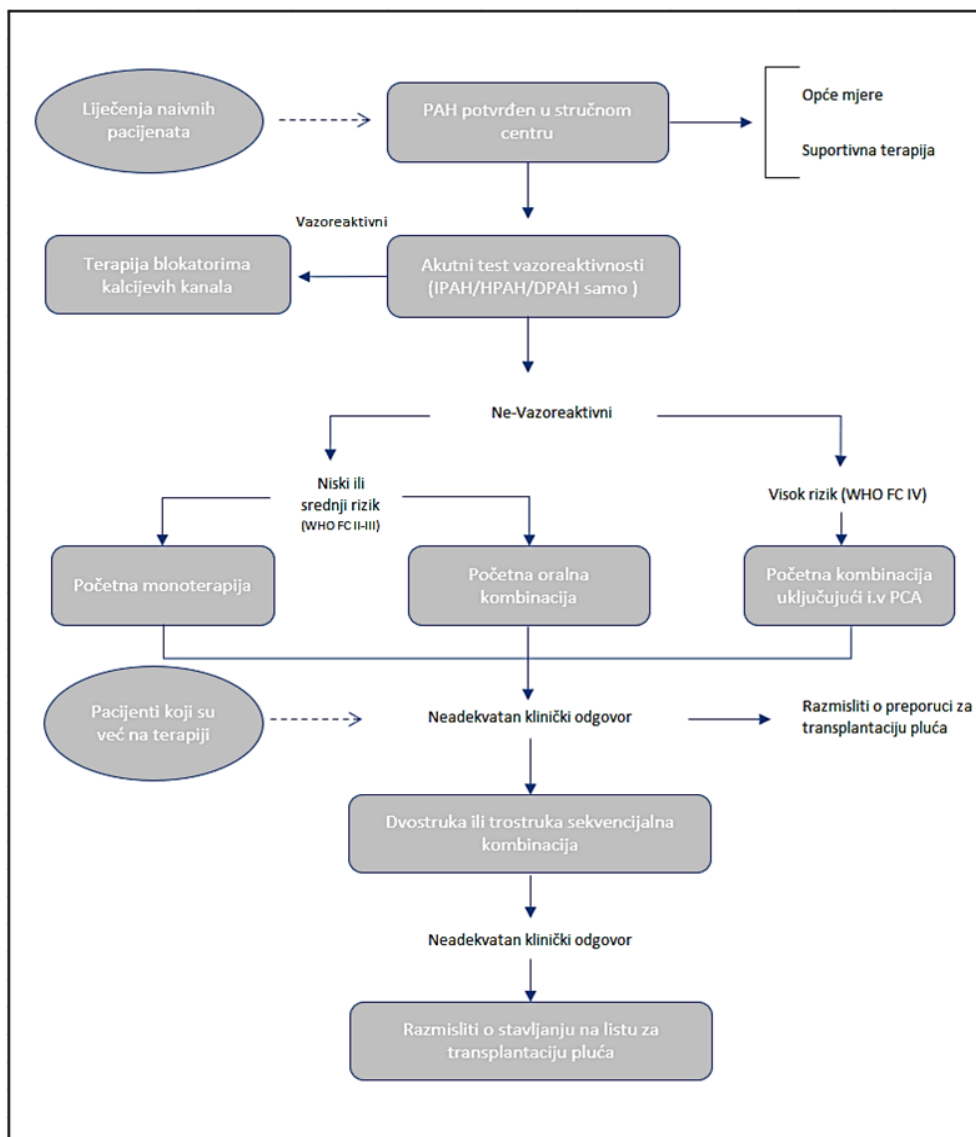 Liječenja naivnih
pacijenata
PAH potvrđen u stručnom
centru
Opće mjere
Suportivna terapija
Vazoreaktivni
Terapija blokatorima
kalcijevih kanala
Akutni test vazoreaktivnosti
(IPAH/HPAH/DPAH samo )
Ne-Vazoreaktivni
Niski ili
srednji rizik
(WHO FC II-III)
Visok rizik (WHO FC IV)
Početna monoterapija
Početna oralna
kombinacija
Početna kombinacija
uključujući i.v PCA
Pacijenti koji su
već na terapiji
Neadekvatan klinički odgovor
Razmisliti o preporuci za
transplantaciju pluća
Dvostruka ili trostruka sekvencijalna
kombinacija
Neadekvatan klinički odgovor
Razmisliti o stavljanju na listu za
transplantaciju pluća